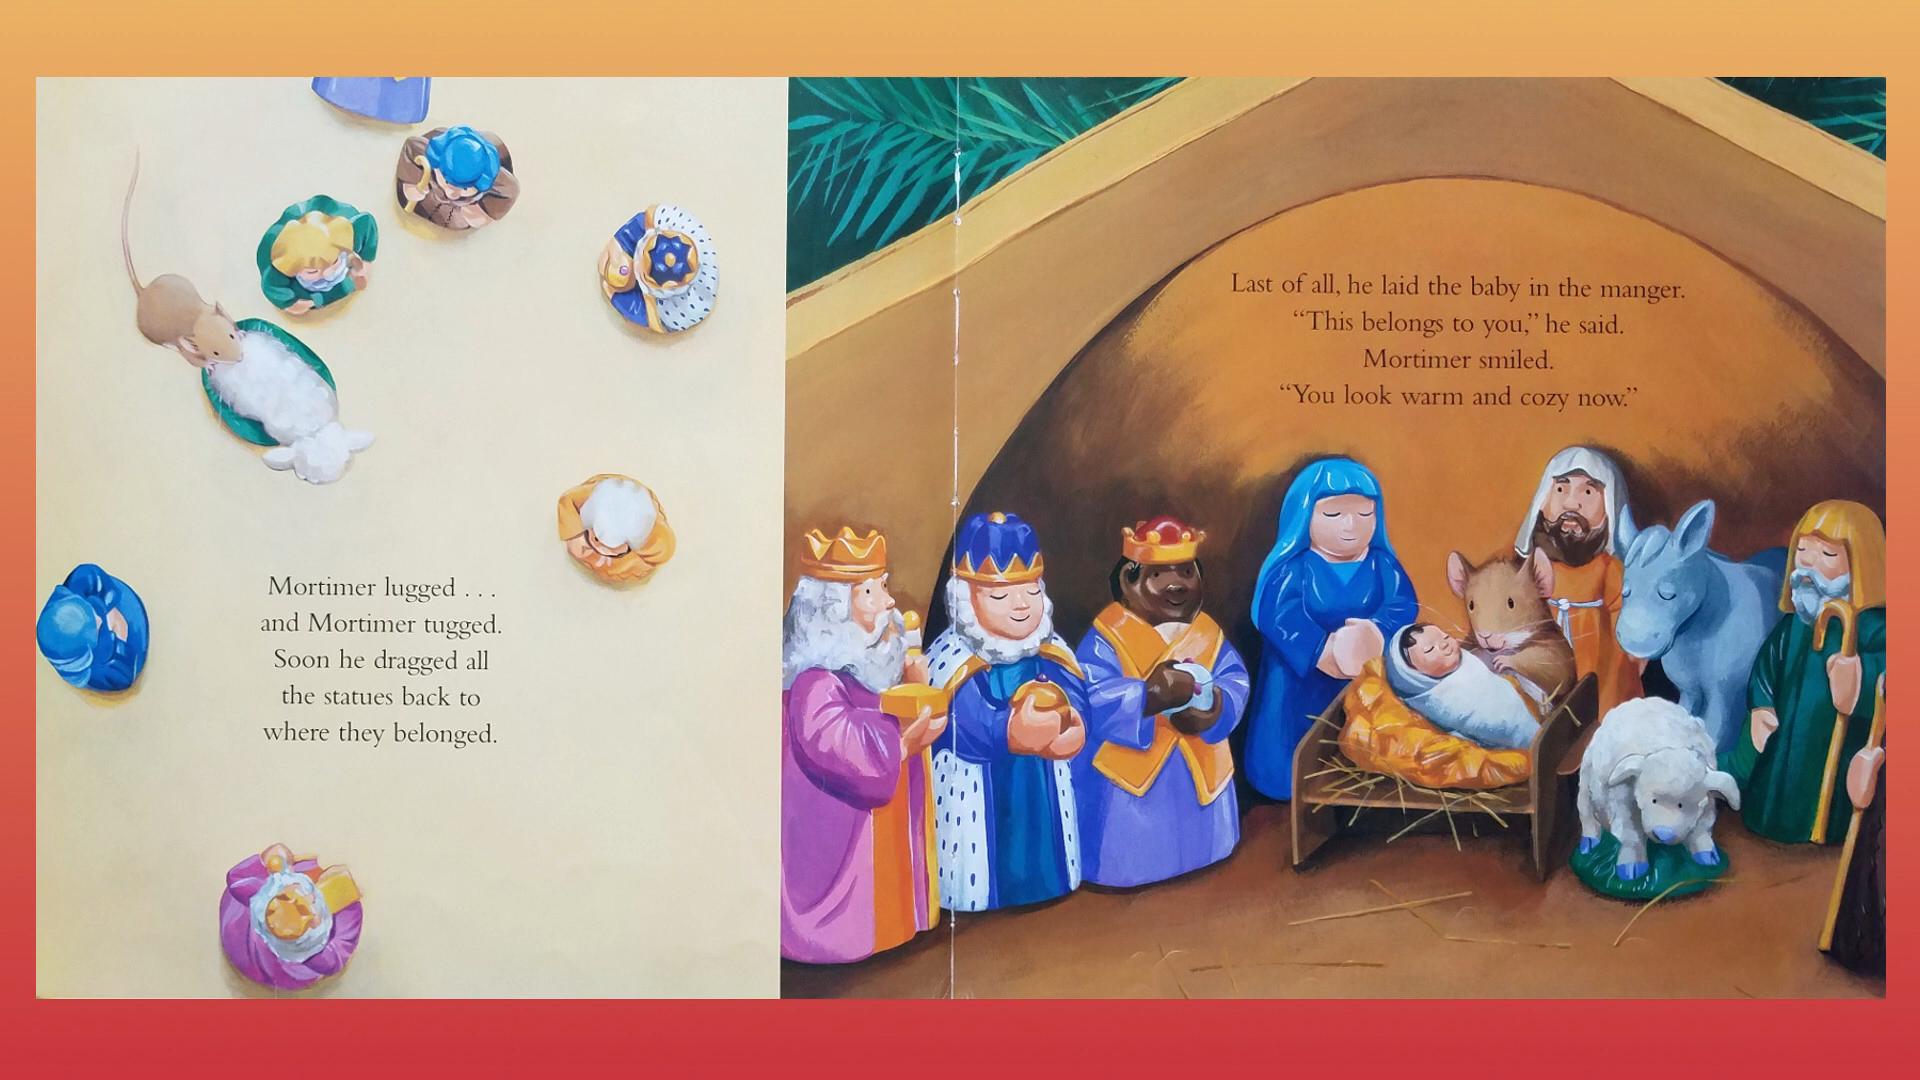 Mortimer lugged . . .
and Mortimer tugged.
Soon he dragged all
the statues back to
where they belonged.
Last of all, he laid the baby in the manger.
“This belongs to you,” he said.
Mortimer smiled.
“You look warm and cozy now.”